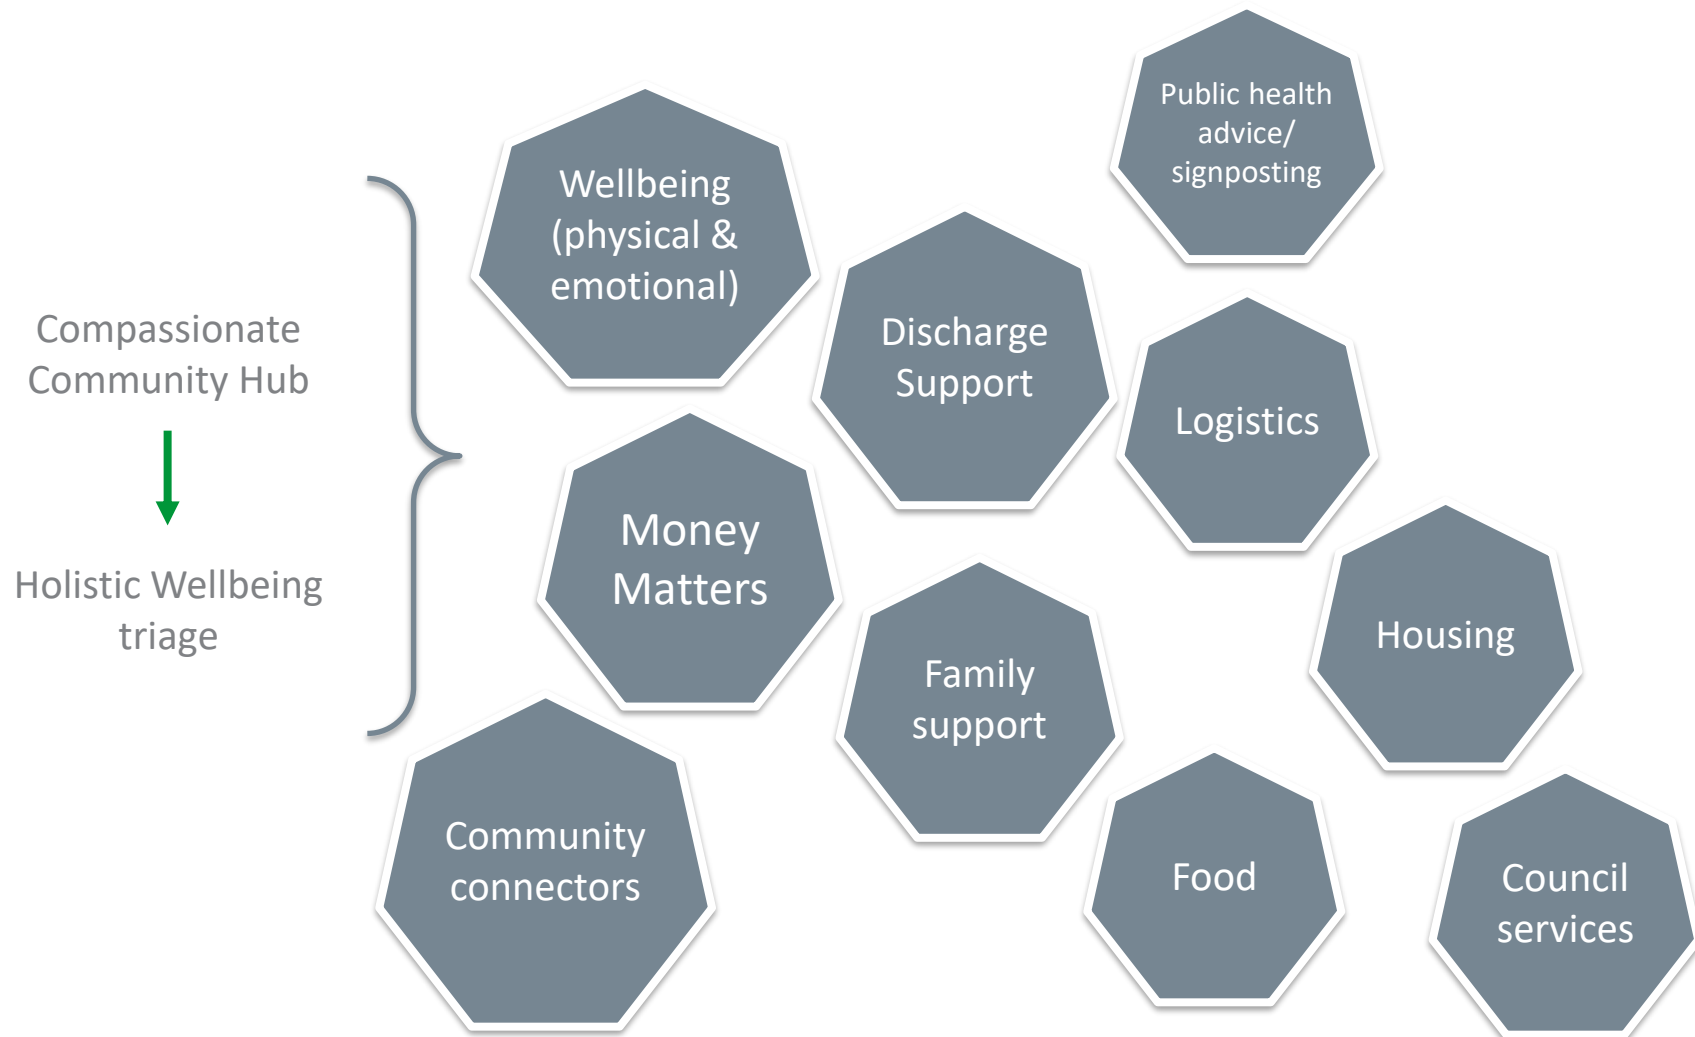 Compassionate
Community Hub
Holistic Wellbeing
triage
Wellbeing
(physical &
emotional)
Public health
advice/
signposting
Discharge
Support
Logistics
Money
Matters
Family
support
Housing
Community
connectors
Food
Council
services